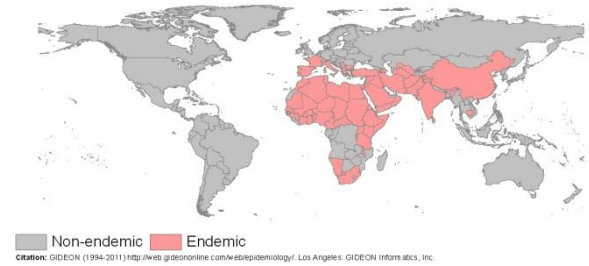 Non-endemic Endemic
Citation: GIDEON (1994-2011) http://web.gideononline.com/web/epidemiology/. Los Angeles: GIDEON Informatics, Inc.